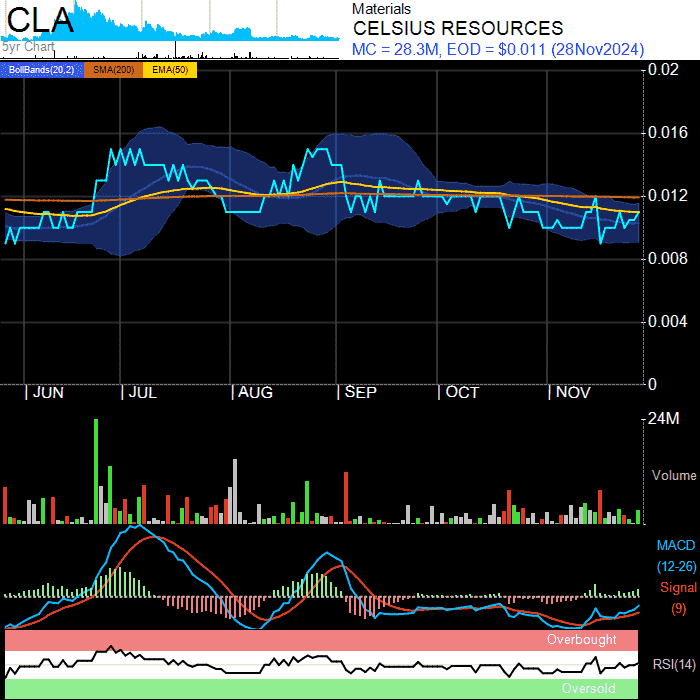 CLA
5yr Chart
Materials
CELSIUS RESOURCES
MC = 28.3M, EOD = $0.011 (28Nov2024)
BollBands(20,2) SMA(200) EMA(50)
0.02
0.016
0.012
0.008
0.004
0
JUN JUL AUG SEP OCT NOV
24M
Volume
MACD
(12-26)
Signal
(9)
Overbought
RSI(14)
Oversold